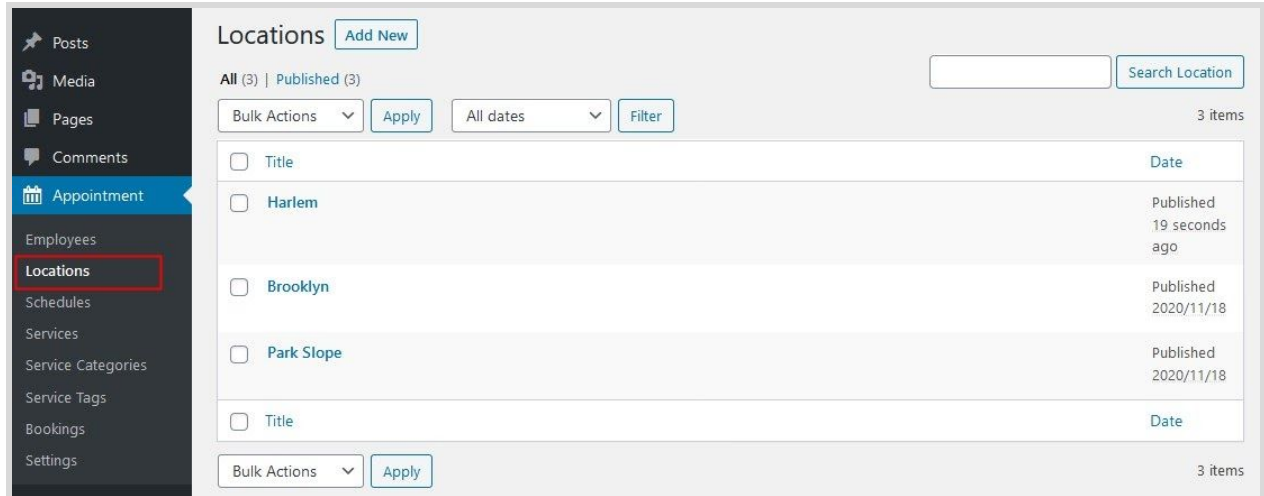 Posts
Media
Pages
Comments
Appointment
Employees
Locations
Schedules
Services
Service Categories
Service Tags
Bookings
Settings
Locations Add New
All (3) | Published (3)
Search Location
Bulk Actions Apply All dates Filter 3 items
Title Date
Harlem Published
19 seconds
ago
Brooklyn Published
2020/11/18
Park Slope Published
2020/11/18
Title Date
Bulk Actions Apply 3 items